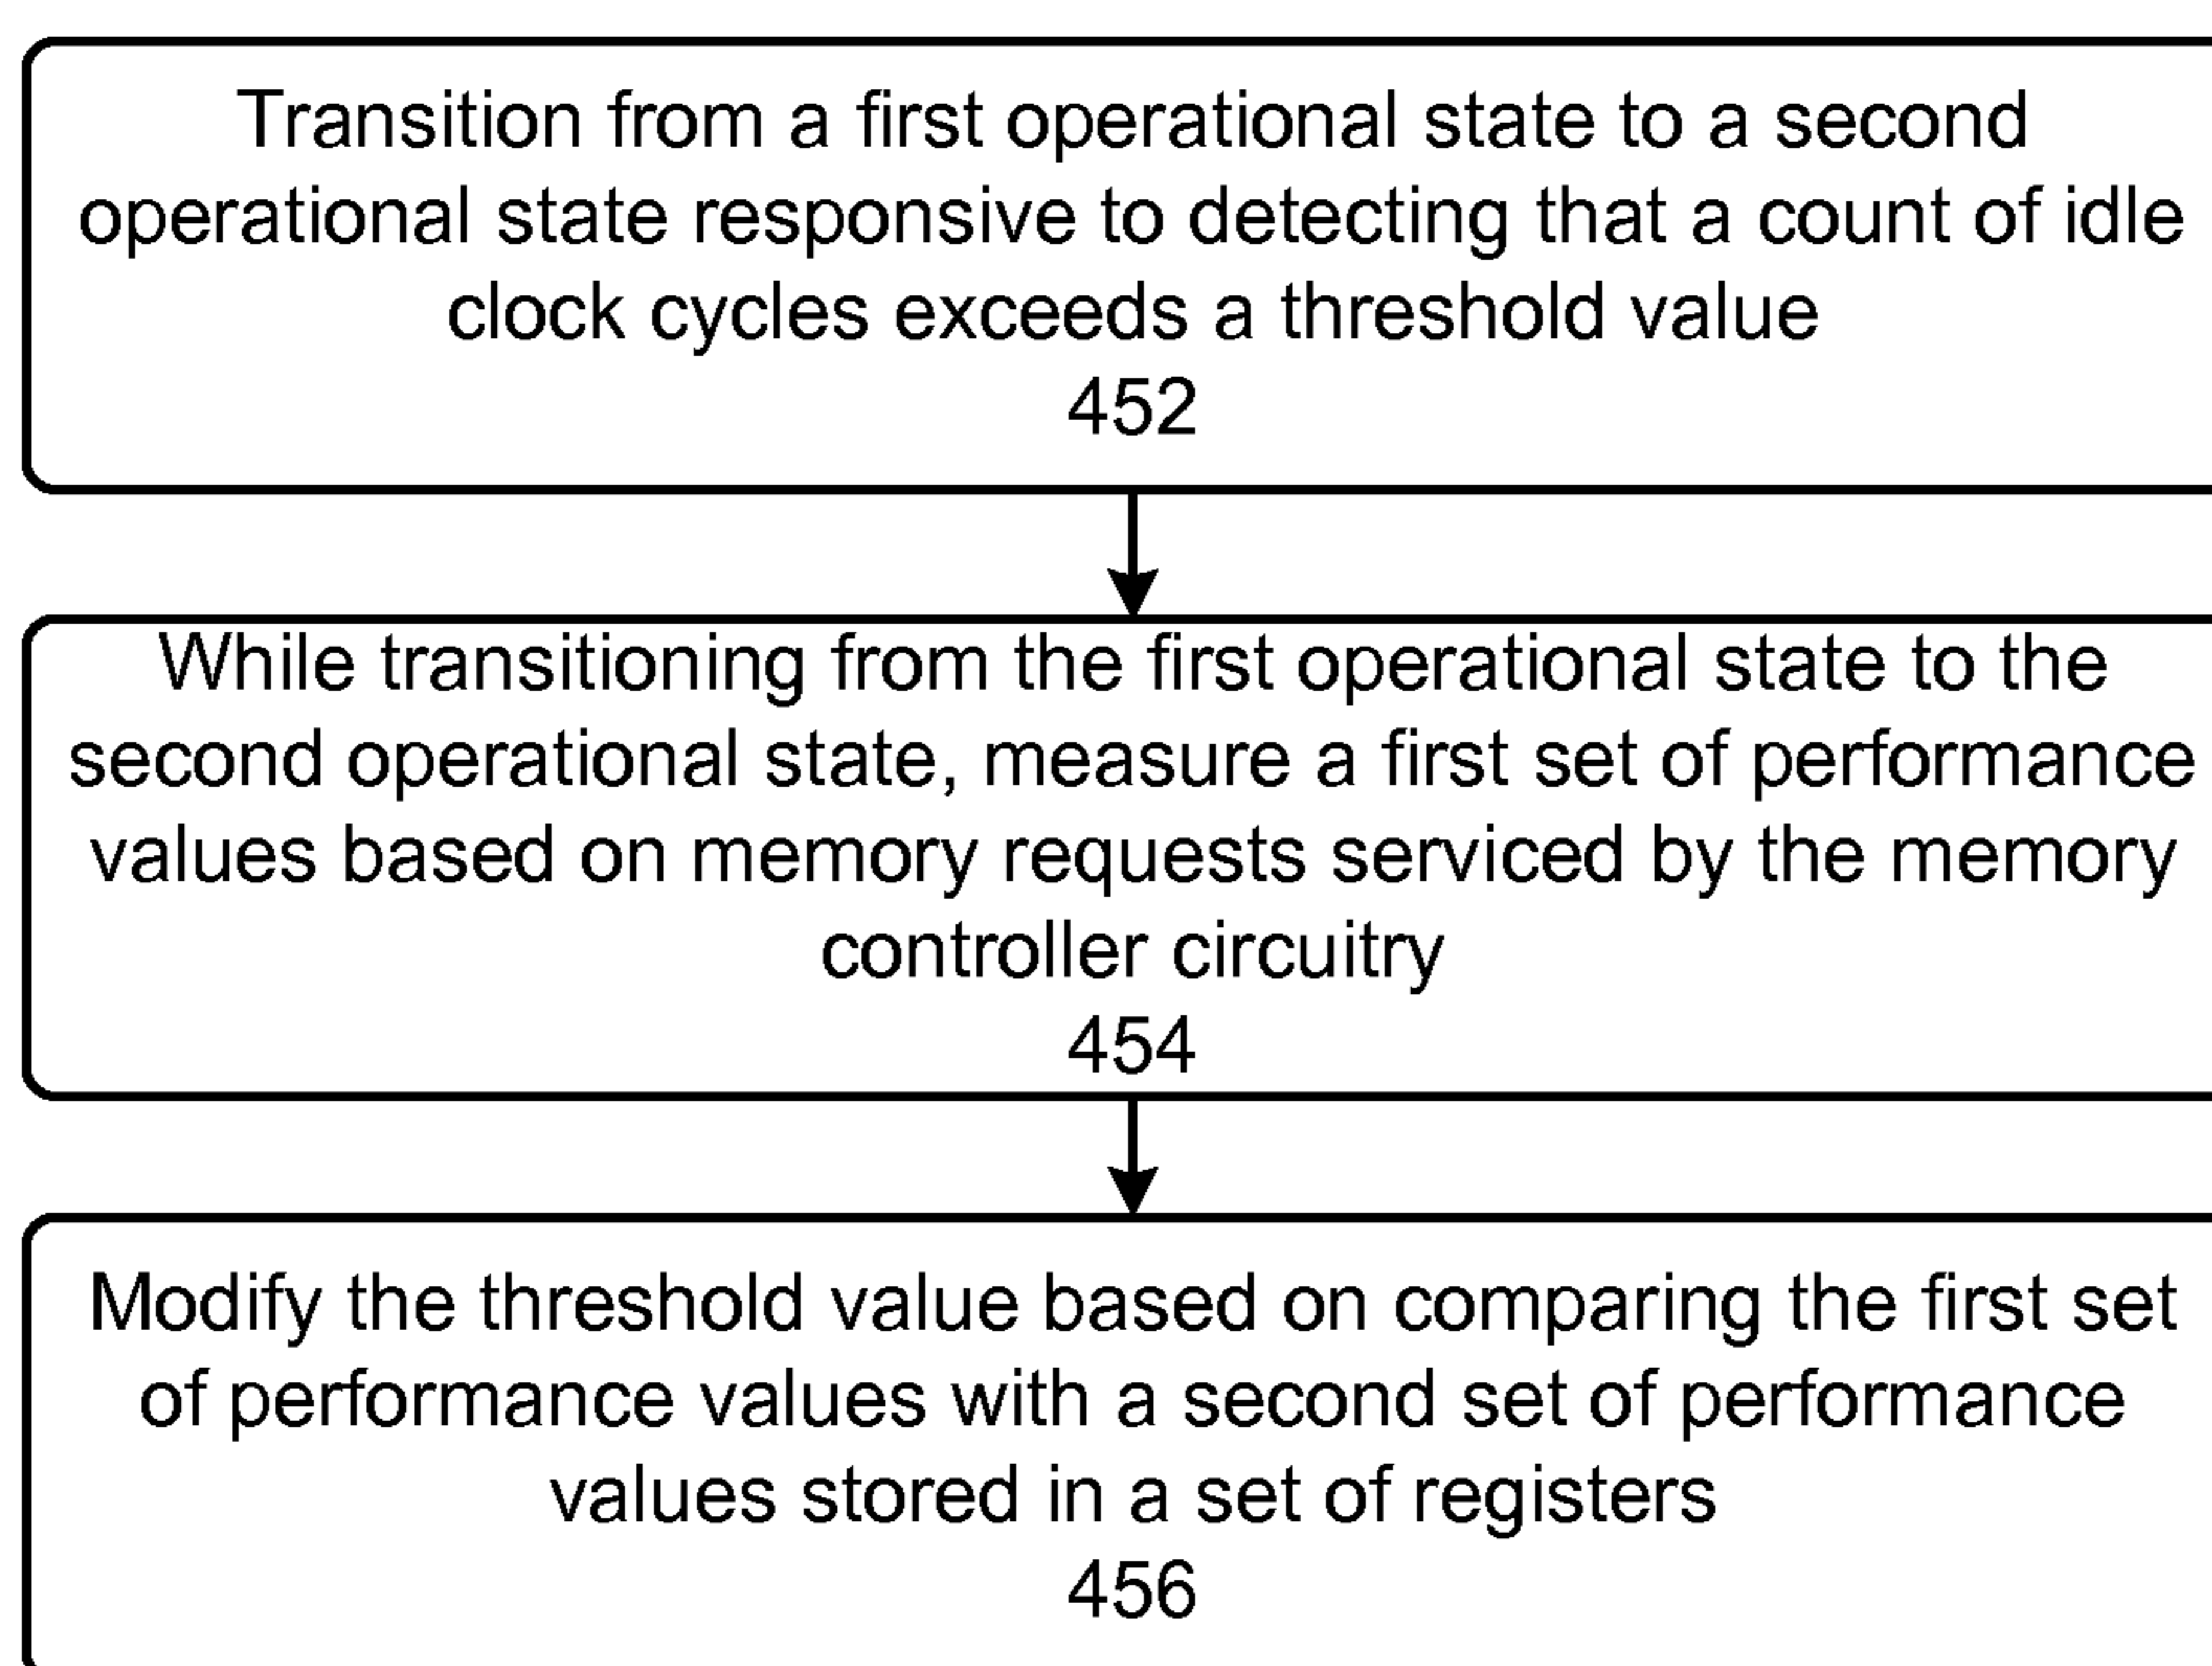 Transition from a first operational state to a second
operational state responsive to detecting that a count of idle
clock cycles exceeds a threshold value
452
While transitioning from the first operational state to the
second operational state, measure a first set of performance
values based on memory requests serviced by the memory
controller circuitry
454
Modify the threshold value based on comparing the first set
of performance values with a second set of performance
values stored in a set of registers
456